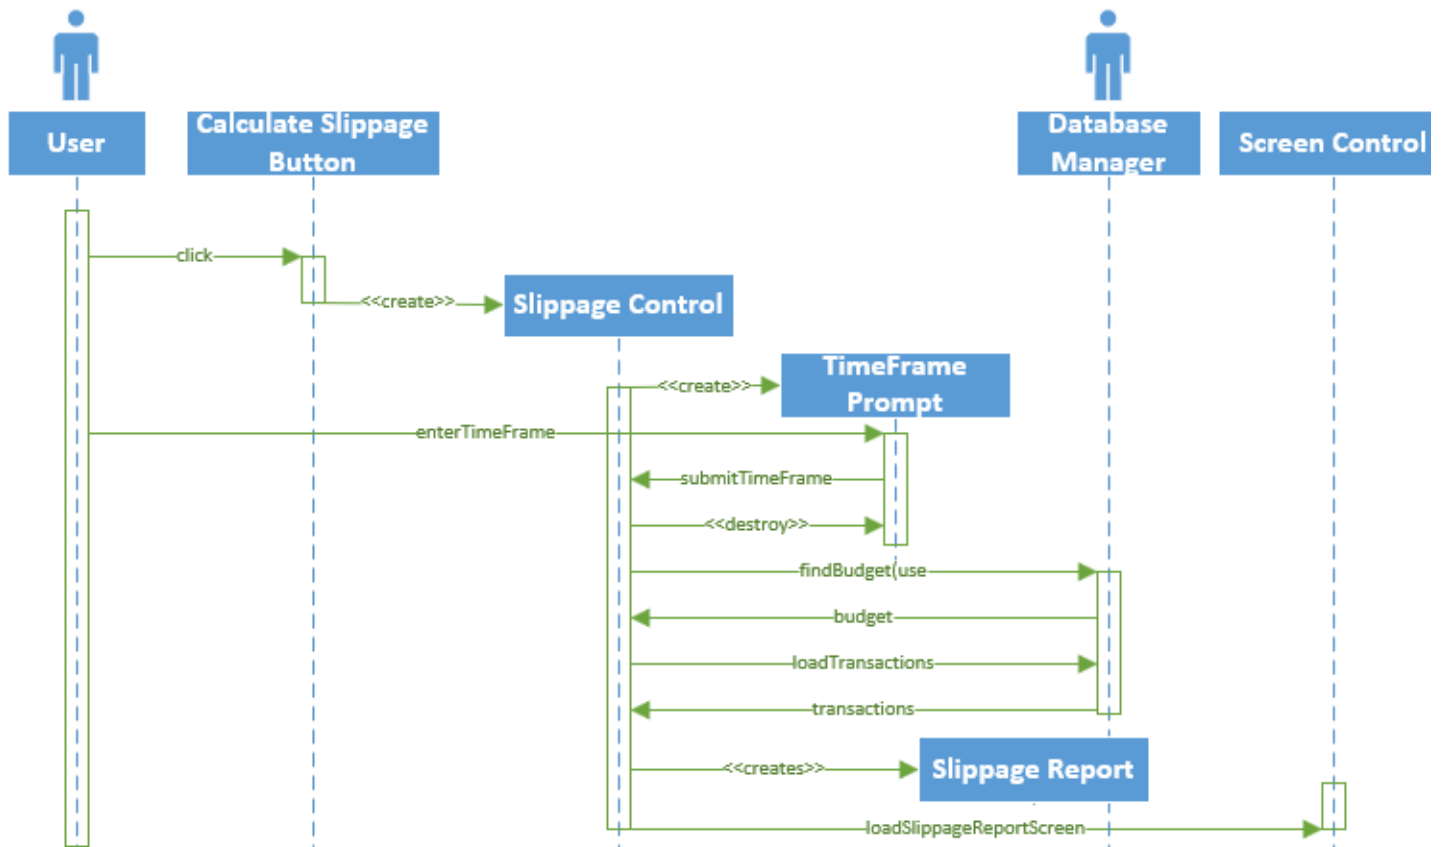 User
Calculate Slippage
Button
Database
Manager
Screen Control
click
<<create>>
Slippage Control
TimeFrame
Prompt
<<create>>
enterTimeFrame
submitTimeFrame
<<destroy>>
findBudget(use
budget
loadTransactions
transactions
<<creates>>
Slippage Report
loadSlippageReportScreen